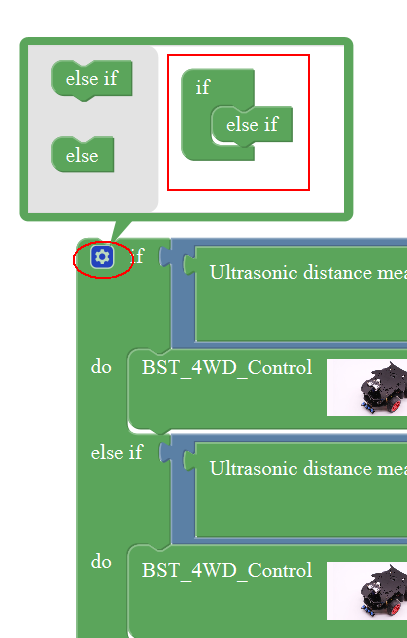 else if
if
else if
else
if
Ultrasonic distance mea
do
BST_4WD_Control
else if
Ultrasonic distance mea
do
BST_4WD_Control